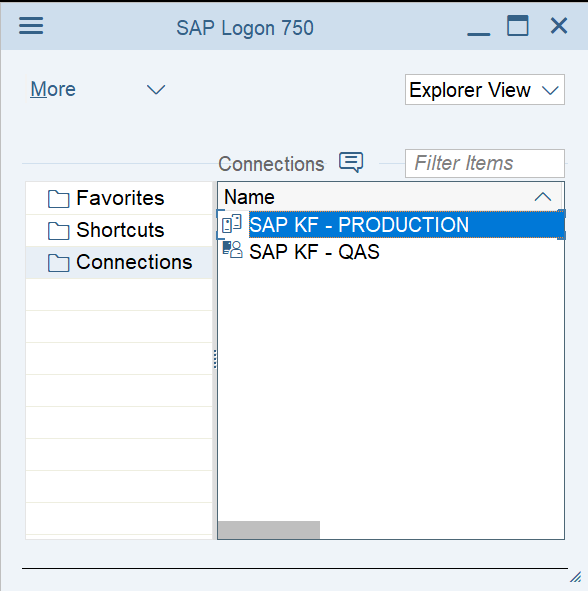 SAP Logon 750
More
Explorer View
Connections
Filter Items
Favorites
Shortcuts
Connections
Name
SAP KF - PRODUCTION
SAP KF - QAS